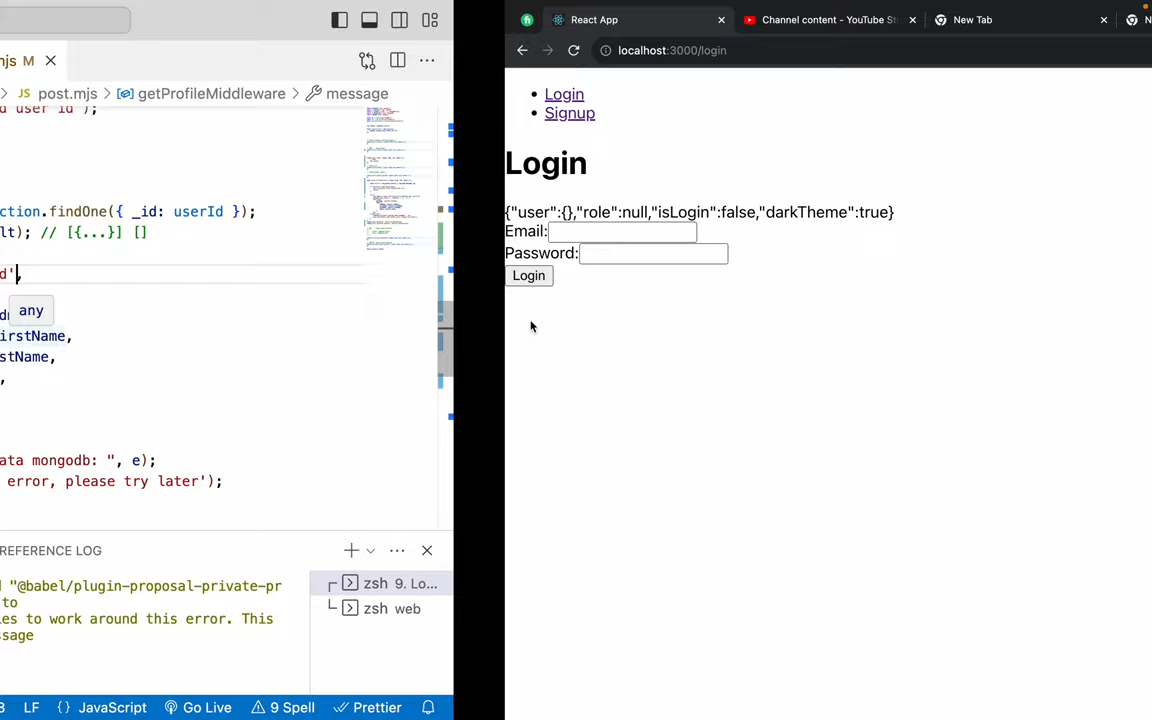 js M
JS post.mjs > getProfileMiddleware > message
d user id");
ction.findOne({ _id: userId });
lt); // [{...}] []
d',
any
irstName,
stName,
,
ata mongodb: ", e);
error, please try later');
REFERENCE LOG
"@babel/plugin-proposal-private-pr
to
es to work around this error. This
ssage
zsh 9. Lo...
zsh web
LF {} JavaScript Go Live 9 Spell Prettier
React App
Channel content - YouTube St
New Tab
N
localhost:3000/login
Login
Signup
Login
{"user":{},"role":null,"isLogin":false,"darkTheme":true}
Email:
Password:
Login